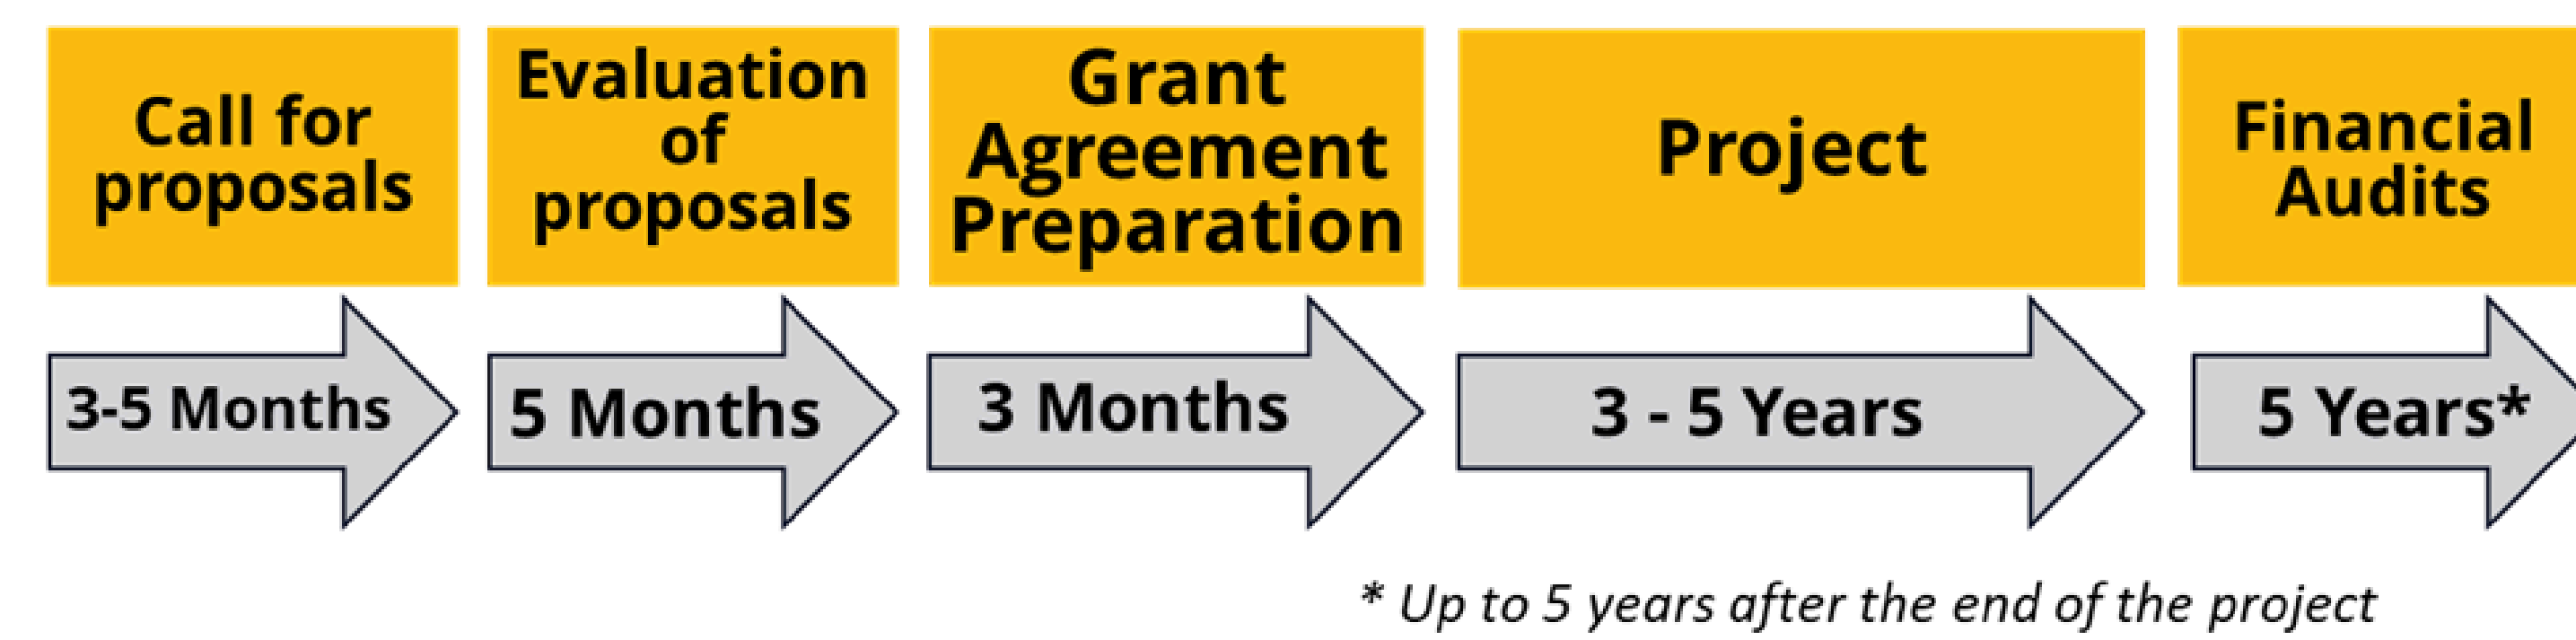 Call for
proposals
Evaluation
of
proposals
Grant
Agreement
Preparation
Project
Financial
Audits
3-5 Months
5 Months
3 Months
3 - 5 Years
5 Years*
* Up to 5 years after the end of the project